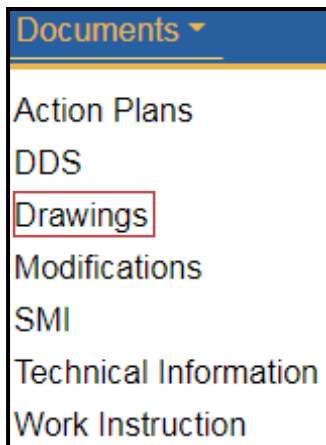 Documents
Action Plans
DDS
Drawings
Modifications
SMI
Technical Information
Work Instruction